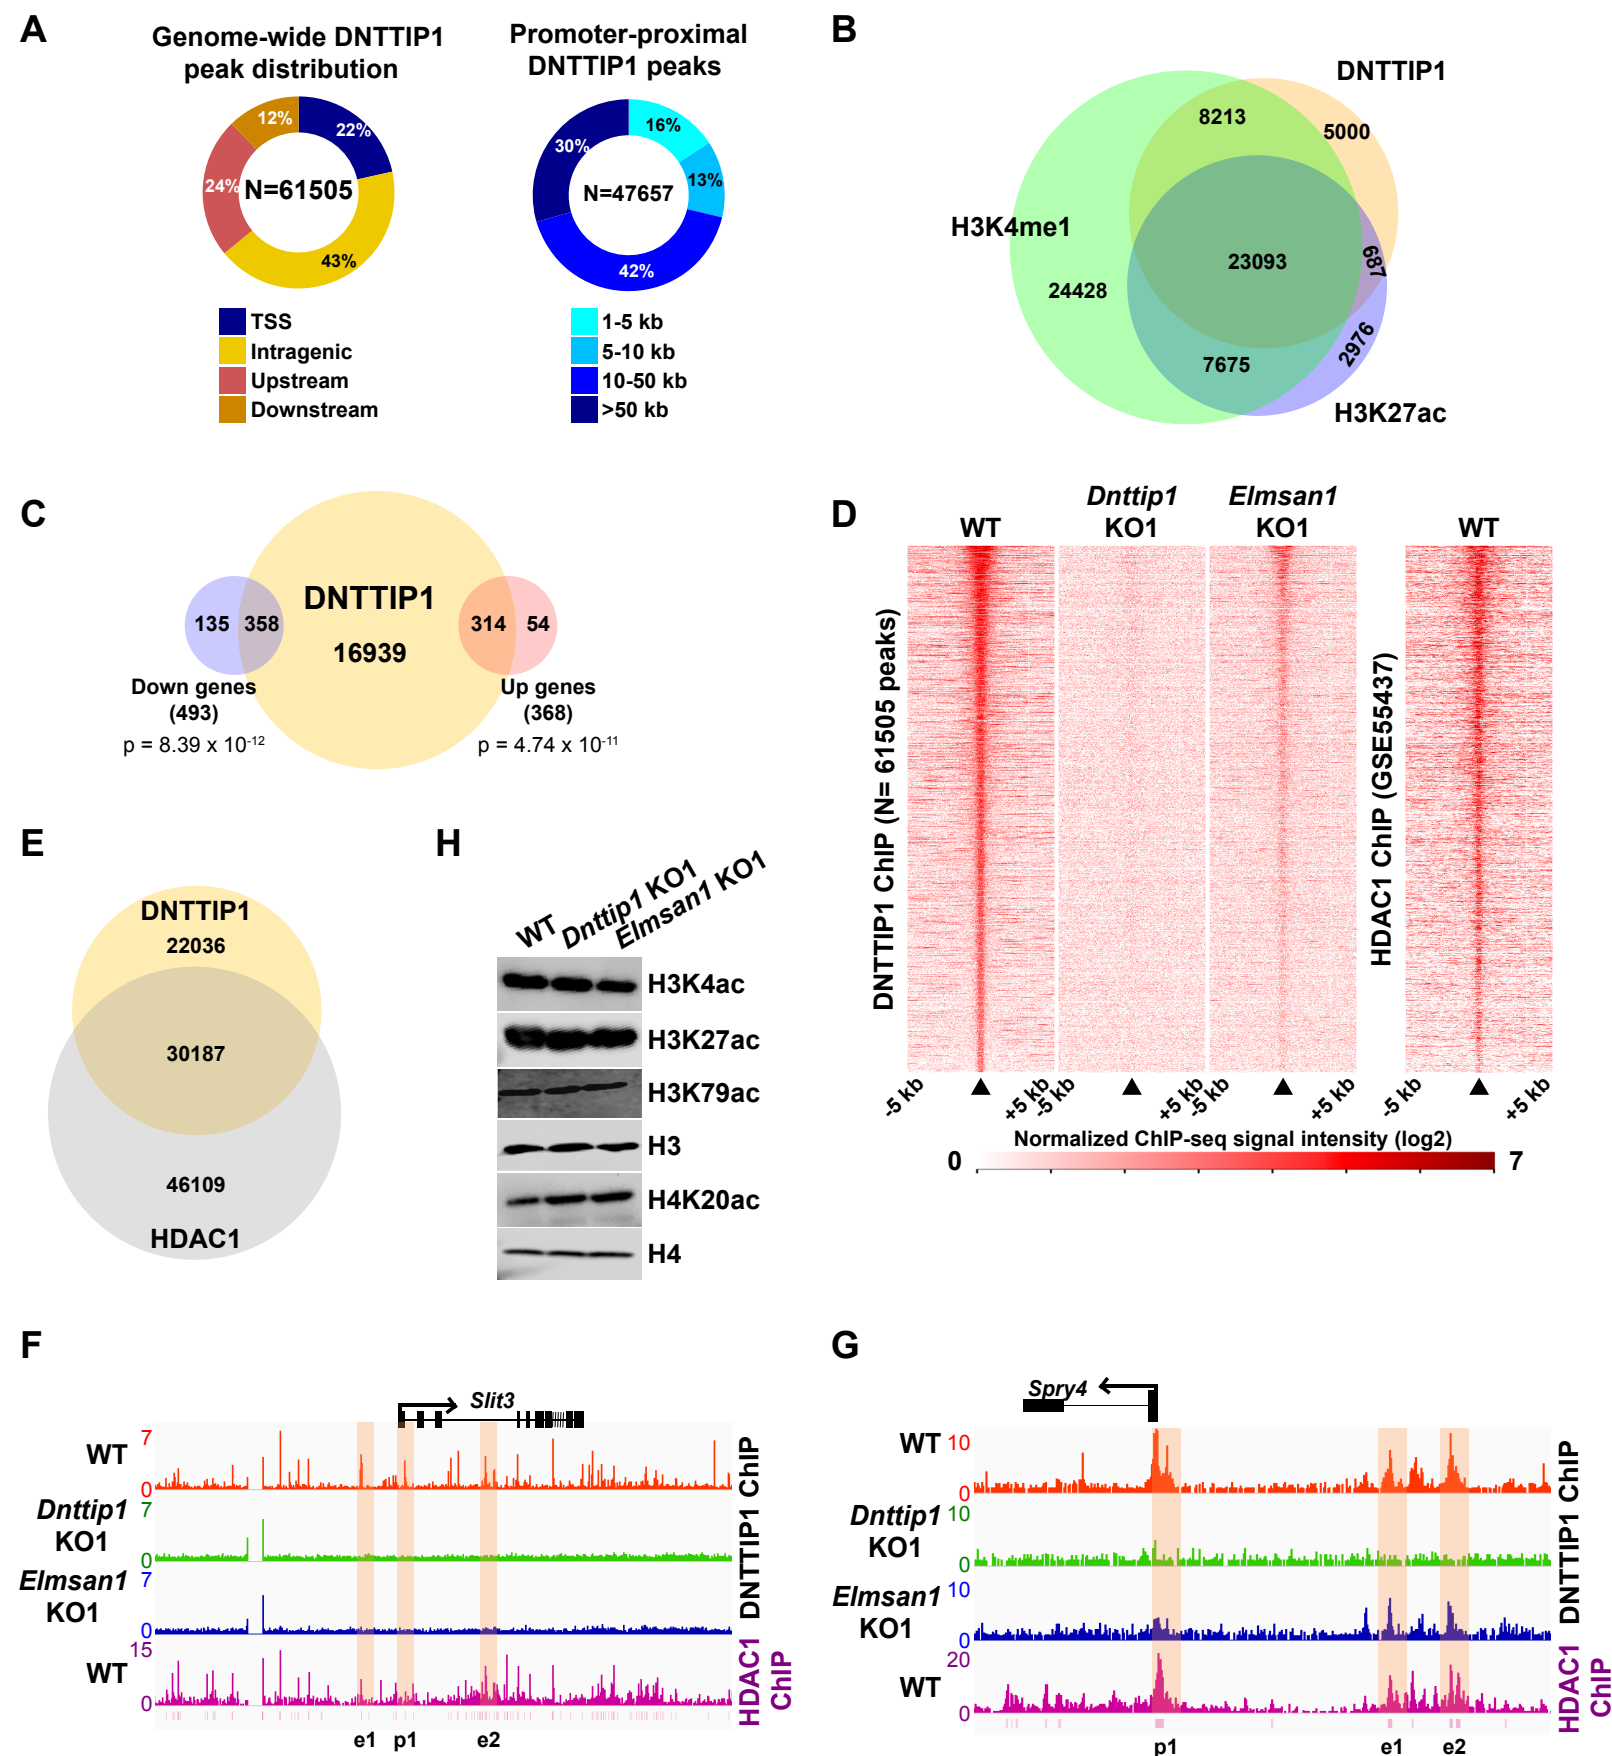 A
Genome-wide DNTTIP1
peak distribution
12%
22%
24%
N=61505
43%
TSS
Intragenic
Upstream
Downstream
Promoter-proximal
DNTTIP1 peaks
16%
30%
13%
N=47657
42%
1-5 kb
5-10 kb
10-50 kb
>50 kb
B
DNTTIP1
8213
5000
H3K4me1
23093
687
24428
2976
7675
H3K27ac
C
DNTTIP1
135
358
314
54
16939
Down genes
(493)
p = 8.39 x 10-12
Up genes
(368)
p = 4.74 x 10-11
D
WT
Dnttip1
KO1
Elmsan1
KO1
WT
DNTTIP1 ChIP (N= 61505 peaks)
HDAC1 ChIP (GSE55437)
-5 kb
+5 kb
-5 kb
+5 kb
-5 kb
+5 kb
-5 kb
+5 kb
Normalized ChIP-seq signal intensity (log2)
0
7
E
DNTTIP1
22036
30187
46109
HDAC1
H
WT
Dnttip1 KO1
Elmsan1 KO1
H3K4ac
H3K27ac
H3K79ac
H3
H4K20ac
H4
F
Slit3
WT
7
0
Dnttip1
KO1
7
0
Elmsan1
KO1
7
0
WT
15
0
DNTTIP1 ChIP
HDAC1
ChIP
e1
p1
e2
G
Spry4
WT
10
0
Dnttip1
KO1
10
0
Elmsan1
KO1
10
0
WT
20
0
DNTTIP1 ChIP
HDAC1
ChIP
p1
e1
e2